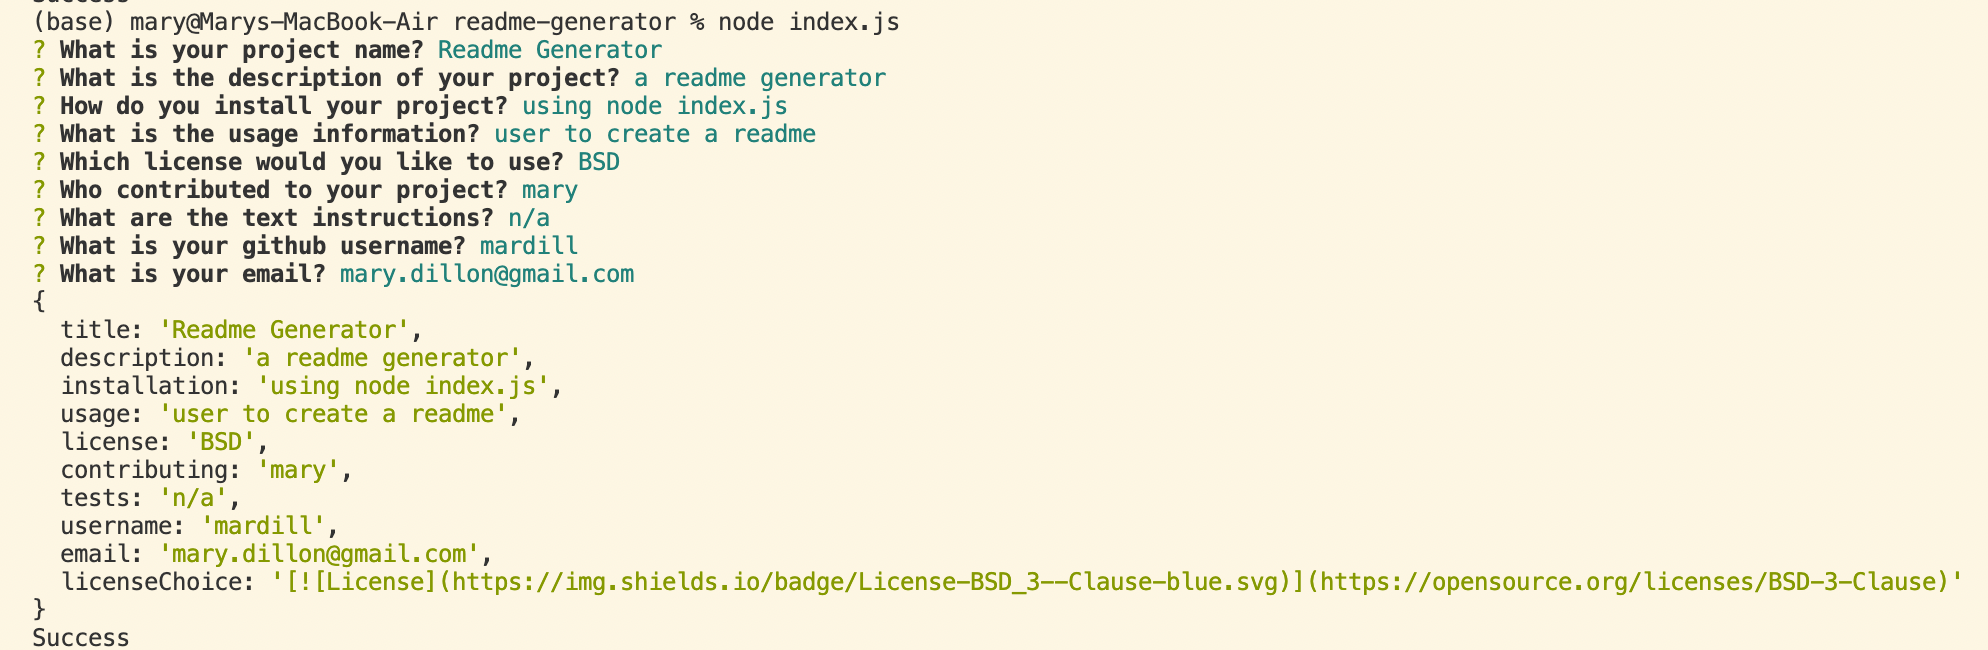 Success
(base) mary@Marys-MacBook-Air readme-generator % node index.js
? What is your project name? Readme Generator
? What is the description of your project? a readme generator
? How do you install your project? using node index.js
? What is the usage information? user to create a readme
? Which license would you like to use? BSD
? Who contributed to your project? mary
? What are the text instructions? n/a
? What is your github username? mardill
? What is your email? mary.dillon@gmail.com
{
  title: 'Readme Generator',
  description: 'a readme generator',
  installation: 'using node index.js',
  usage: 'user to create a readme',
  license: 'BSD',
  contributing: 'mary',
  tests: 'n/a',
  username: 'mardill',
  email: 'mary.dillon@gmail.com',
  licenseChoice: '[![License](https://img.shields.io/badge/License-BSD_3--Clause-blue.svg)](https://opensource.org/licenses/BSD-3-Clause)'
}
Success